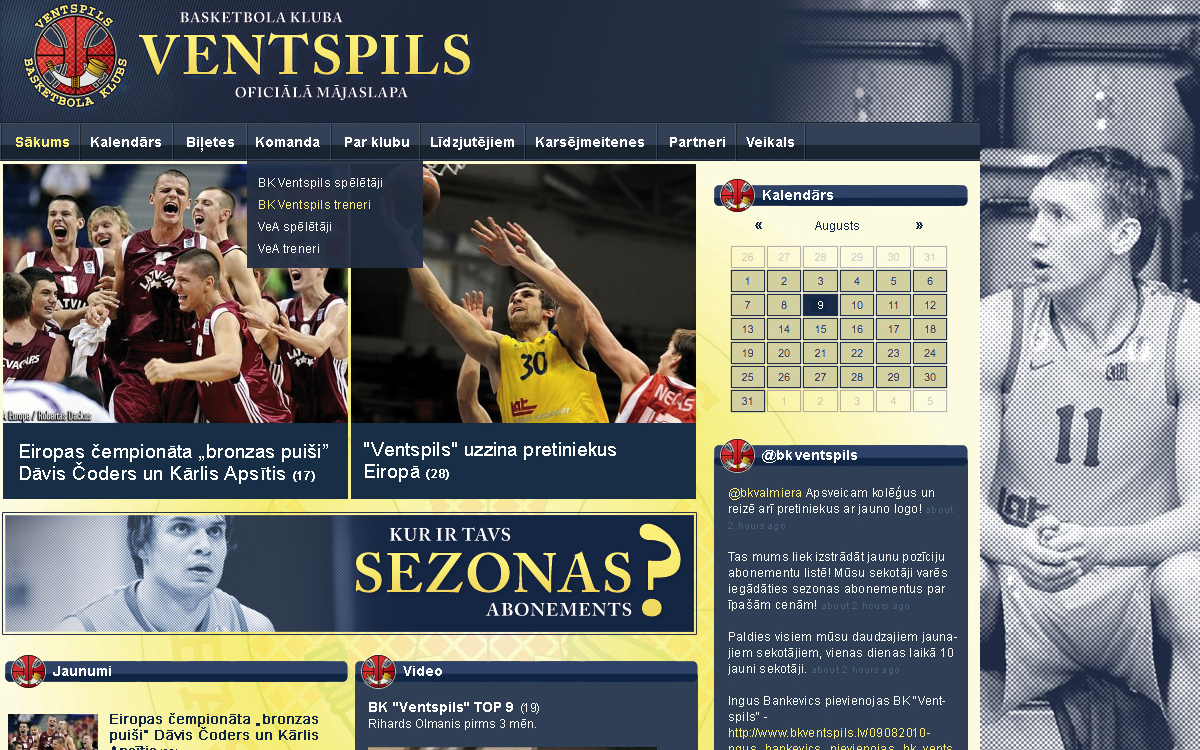 VENTSPILS
BASKETBOLA KLUBS
BASKETBOLA KLUBA
VENTSPILS
OFICIĀLĀ MĀJASLAPA
Sākums Kalendārs Biļetes Komanda Par klubu Līdzjutējiem Karsējmeitenes Partneri Veikals
BK Ventspils spēlētāji
BK Ventspils treneri
VeA spēlētāji
VeA treneri
Eiropas čempionāta „bronzas puiši”
Dāvis Čoders un Kārlis Apsītis (17)
30
"Ventspils" uzzina pretiniekus
Eiropā (28)
KUR IR TAVS
SEZONAS?
ABONEMENTS
Jaunumi
Eiropas čempionāta „bronzas
puiši” Dāvis Čoders un Kārlis
Apsītis
Video
BK "Ventspils" TOP 9 (19)
Rihards Olmanis pirms 3 mēn.
Kalendārs
« Augusts »
26 27 28 29 30 31
1 2 3 4 5 6
7 8 9 10 11 12
13 14 15 16 17 18
19 20 21 22 23 24
25 26 27 28 29 30
31 1 2 3 4 5
@bkventspils
@bkvalmiera Apsveicam kolēģus un
reizē arī pretiniekus ar jauno logo! about
2 hours ago
Tas mums liek izstrādāt jaunu pozīciju
abonementu listē! Mūsu sekotāji varēs
iegādāties sezonas abonementus par
īpašām cenām! about 2 hours ago
Paldies visiem mūsu daudzajiem jauna-
jiem sekotājiem, vienas dienas laikā 10
jauni sekotāji. about 2 hours ago
Ingus Bankevics pievienojas BK "Vent-
spils" -
http://www.bkventspils.lv/09082010-
ngus_bankevics_pievienojas_bk_vents
11